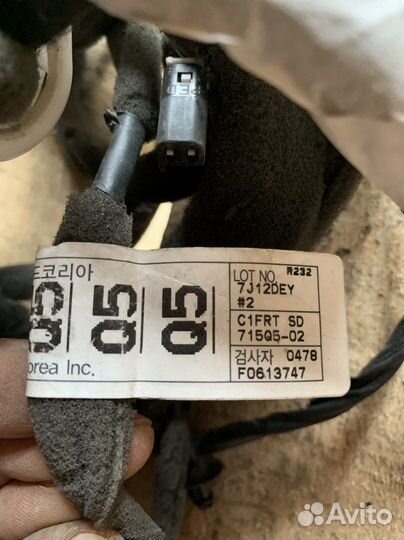 드코리아
orea Inc.
Q5
Q5
Q5
LOT NO. R232
7J12DEY
#2
C1FRT SD
715Q5-02
검사자 0478
F0613747
Avito